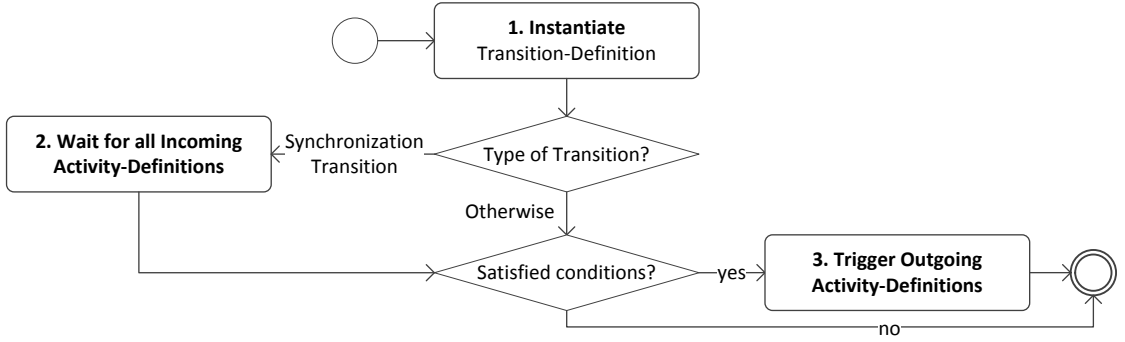 1. Instantiate
Transition-Definition
2. Wait for all Incoming
Activity-Definitions
Synchronization
Transition
Type of Transition?
Otherwise
Satisfied conditions?
yes
3. Trigger Outgoing
Activity-Definitions
no